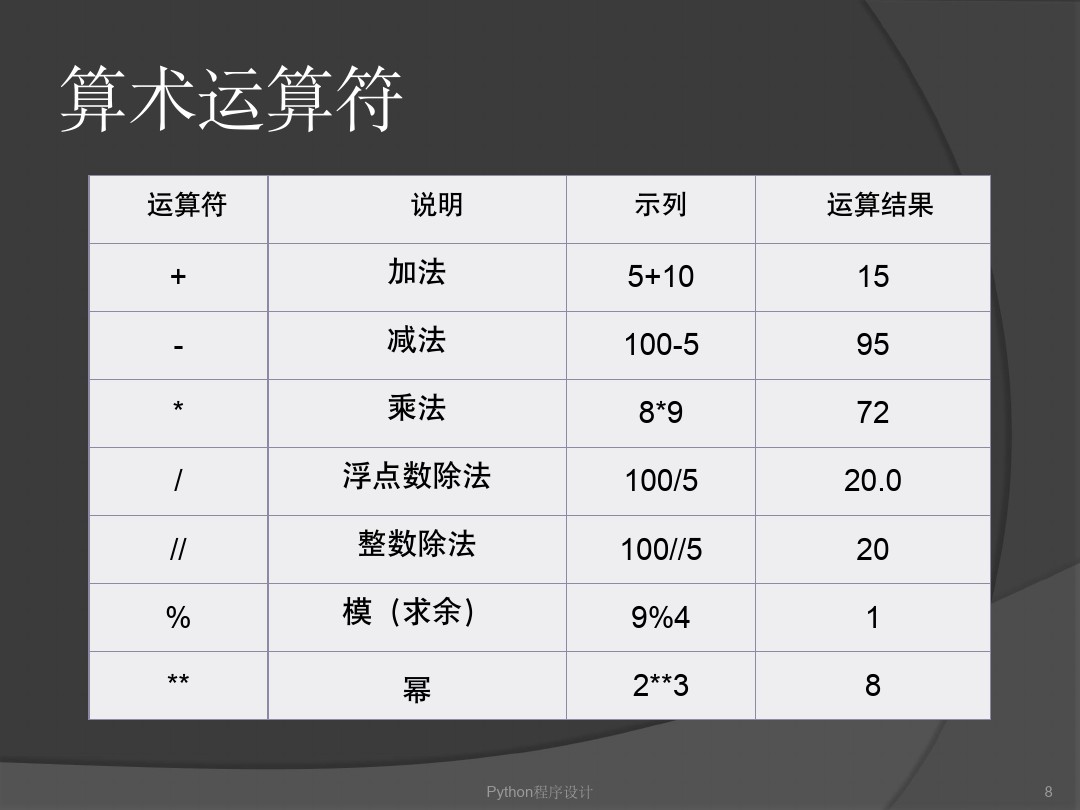 算术运算符
运算符 说明 示列 运算结果
+ 加法 5+10 15
- 减法 100-5 95
* 乘法 8*9 72
/ 浮点数除法 100/5 20.0
// 整数除法 100//5 20
% 模（求余） 9%4 1
** 幂 2**3 8
Python程序设计 8